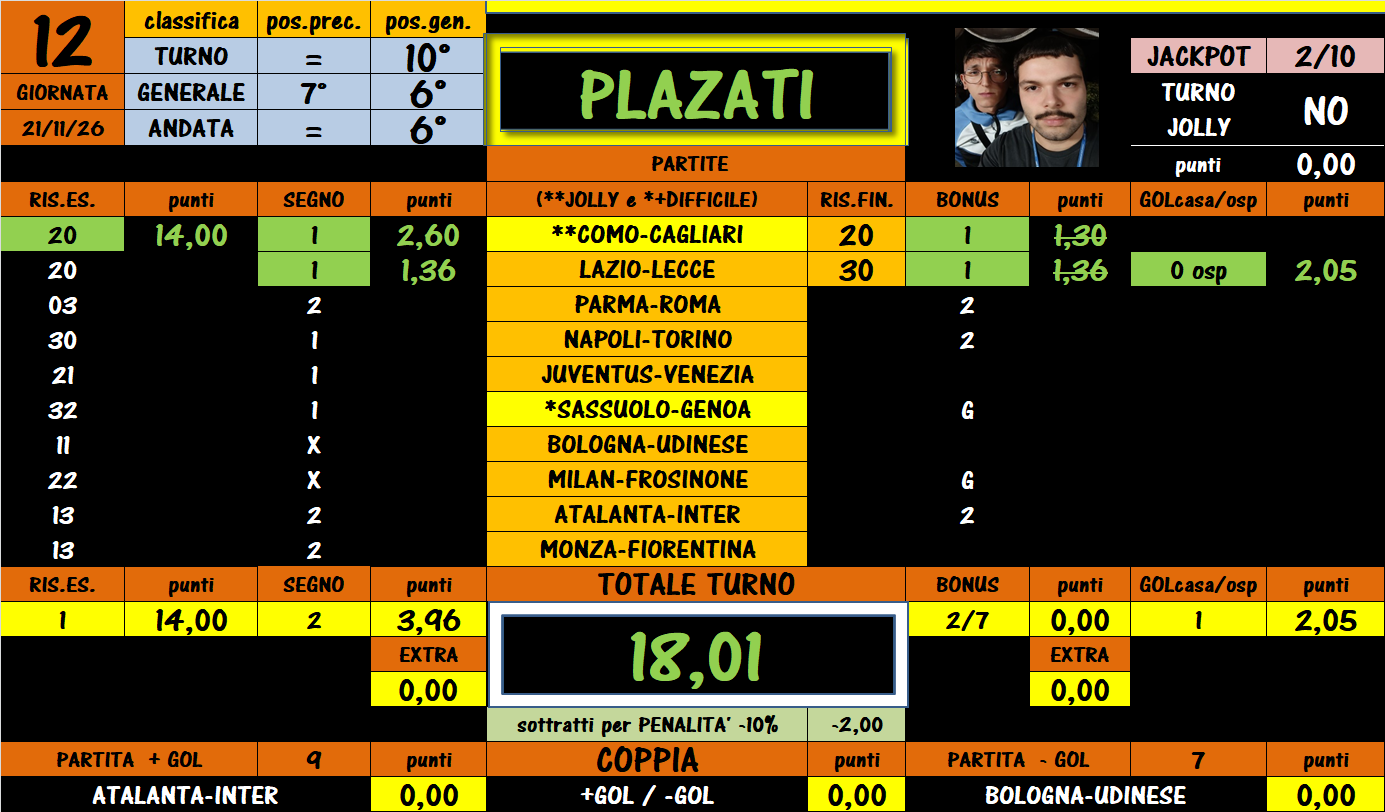 12 classifica pos.prec. pos.gen.
TURNO = 10°
GIORNATA GENERALE 7° 6°
21/11/26 ANDATA = 6°
PLAZATI
JACKPOT 2/10
TURNO JOLLY NO
punti 0,00
PARTITE
RIS.ES. punti SEGNO punti (**JOLLY e *+DIFFICILE) RIS.FIN. BONUS punti GOLcasa/osp punti
20 14,00 1 2,60 **COMO-CAGLIARI 20 1 1,30
20 1 1,36 LAZIO-LECCE 30 1 1,36 0 osp 2,05
03 2 PARMA-ROMA 2
30 1 NAPOLI-TORINO 2
21 1 JUVENTUS-VENEZIA
32 1 *SASSUOLO-GENOA G
11 X BOLOGNA-UDINESE
22 X MILAN-FROSINONE G
13 2 ATALANTA-INTER 2
13 2 MONZA-FIORENTINA
RIS.ES. punti SEGNO punti TOTALE TURNO BONUS punti GOLcasa/osp punti
1 14,00 2 3,96 18,01 2/7 0,00 1 2,05
EXTRA EXTRA
0,00 0,00
sottratti per PENALITA' -10% -2,00
PARTITA + GOL 9 punti COPPIA punti PARTITA - GOL 7 punti
ATALANTA-INTER 0,00 +GOL / -GOL 0,00 BOLOGNA-UDINESE 0,00